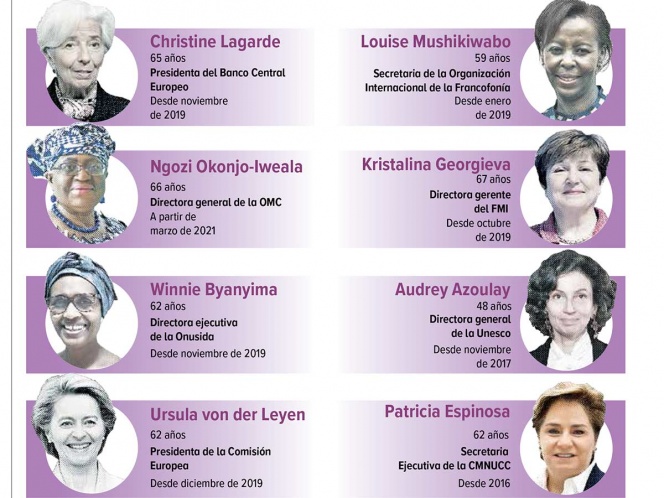 Christine Lagarde
65 años
Presidenta del Banco Central
Europeo
Desde noviembre
de 2019
Louise Mushikiwabo
59 años
Secretaria de la Organización
Internacional de la Francofonía
Desde enero
de 2019
Ngozi Okonjo-Iweala
66 años
Directora general de la OMC
A partir de
marzo de 2021
Kristalina Georgieva
67 años
Directora gerente
del FMI
Desde octubre
de 2019
Winnie Byanyima
62 años
Directora ejecutiva
de la Onusida
Desde noviembre de 2019
Audrey Azoulay
48 años
Directora general
de la Unesco
Desde noviembre
de 2017
Ursula von der Leyen
62 años
Presidenta de la Comisión
Europea
Desde diciembre de 2019
Patricia Espinosa
62 años
Secretaria
Ejecutiva de la CMNUCC
Desde 2016